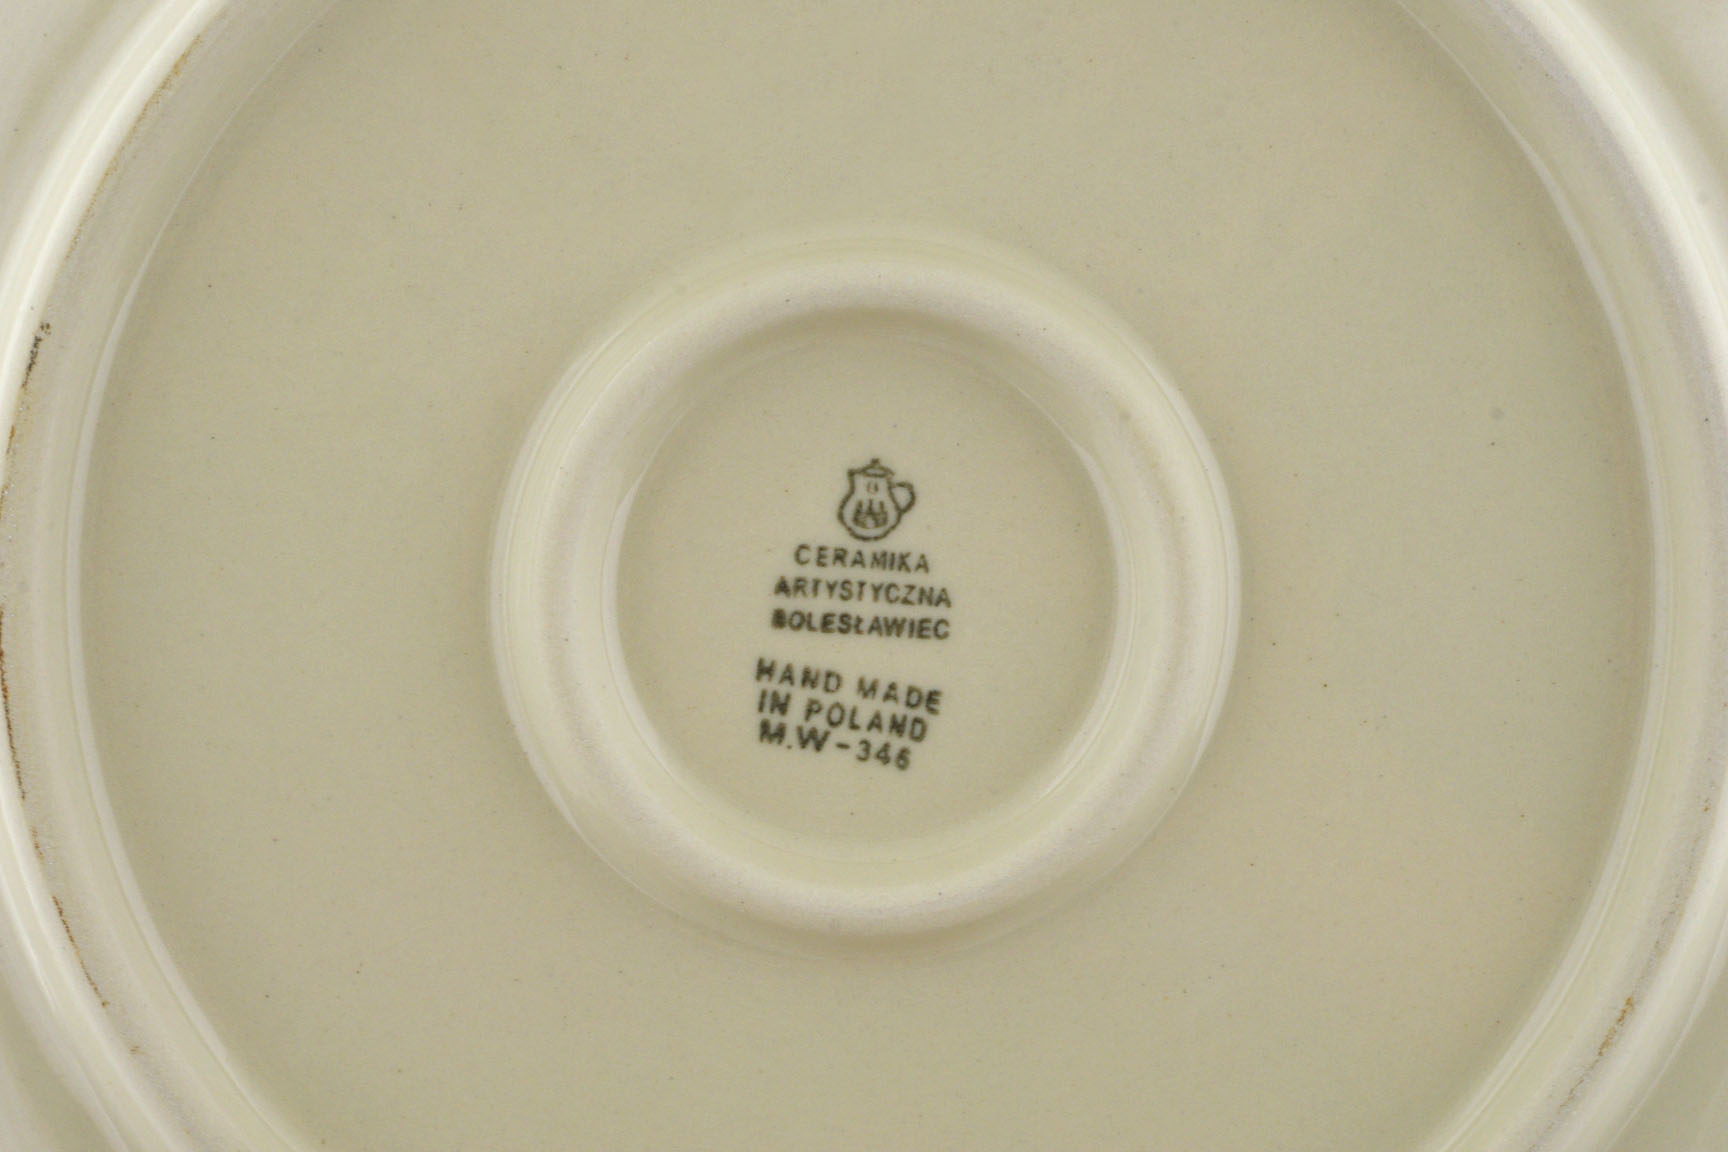 CERAMIKA
ARTYSTYCZNA
BOLESŁAWIEC
HAND MADE
IN POLAND
M.W-346